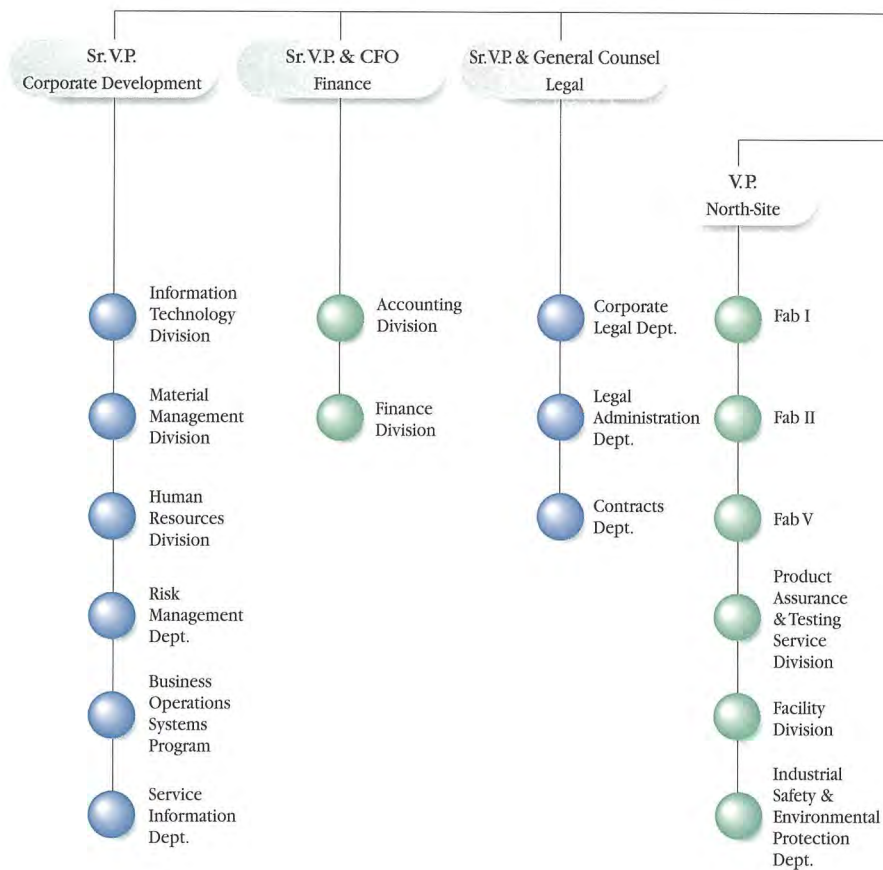 Sr. V.P.
Corporate Development
Sr. V.P. & CFO
Finance
Sr. V.P. & General Counsel
Legal
V.P.
North-Site
Information
Technology
Division
Material
Management
Division
Human
Resources
Division
Risk
Management
Dept.
Business
Operations
Systems
Program
Service
Information
Dept.
Accounting
Division
Finance
Division
Corporate
Legal Dept.
Legal
Administration
Dept.
Contracts
Dept.
Fab I
Fab II
Fab V
Product
Assurance
& Testing
Service
Division
Facility
Division
Industrial
Safety &
Environmental
Protection
Dept.